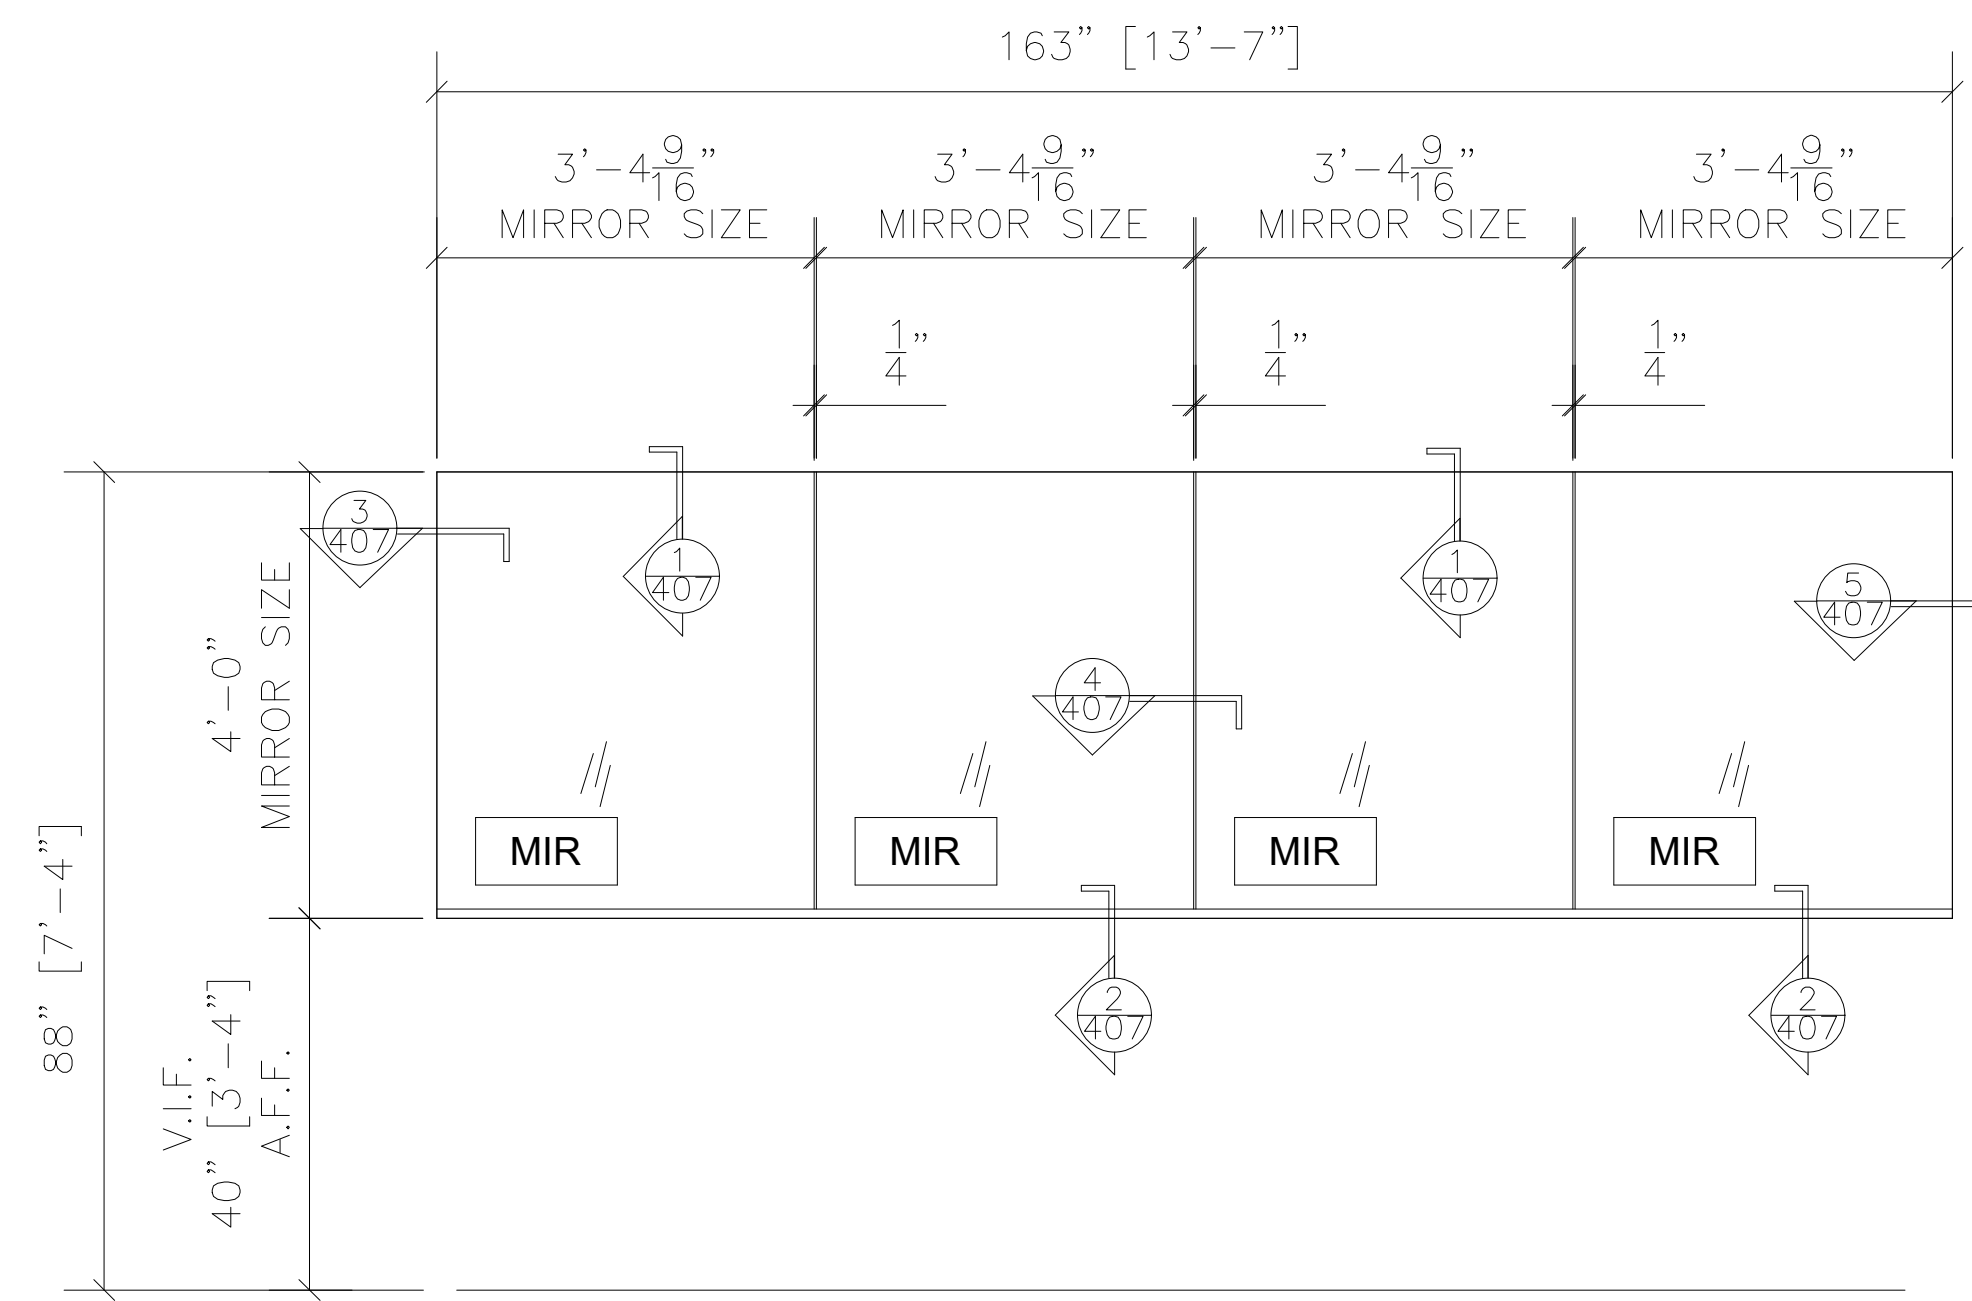 163" [13'-7"]
3'-4 9/16" 3'-4 9/16" 3'-4 9/16" 3'-4 9/16"
MIRROR SIZE MIRROR SIZE MIRROR SIZE MIRROR SIZE
1/4" 1/4" 1/4"
3
407
1
407
1
407
5
407
4
407
4'-0"
MIRROR SIZE
MIR MIR MIR MIR
88" [7'-4"]
V.I.F.
40" [3'-4"]
A.F.F.
2
407
2
407